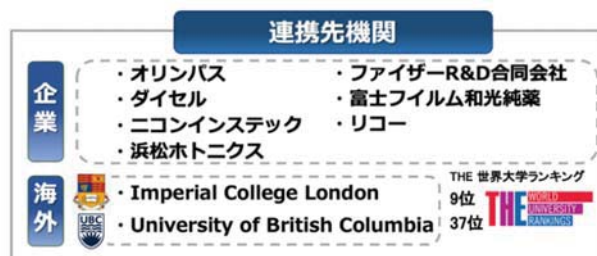 連携先機関
企業
・オリンパス
・ダイセル
・ニコンインステック
・浜松ホトニクス
・ファイザーR&D合同会社
・富士フイルム和光純薬
・リコー
海外
・Imperial College London
・University of British Columbia
UBC
THE 世界大学ランキング
9位
37位
THE
WORLD
UNIVERSITY
RANKINGS